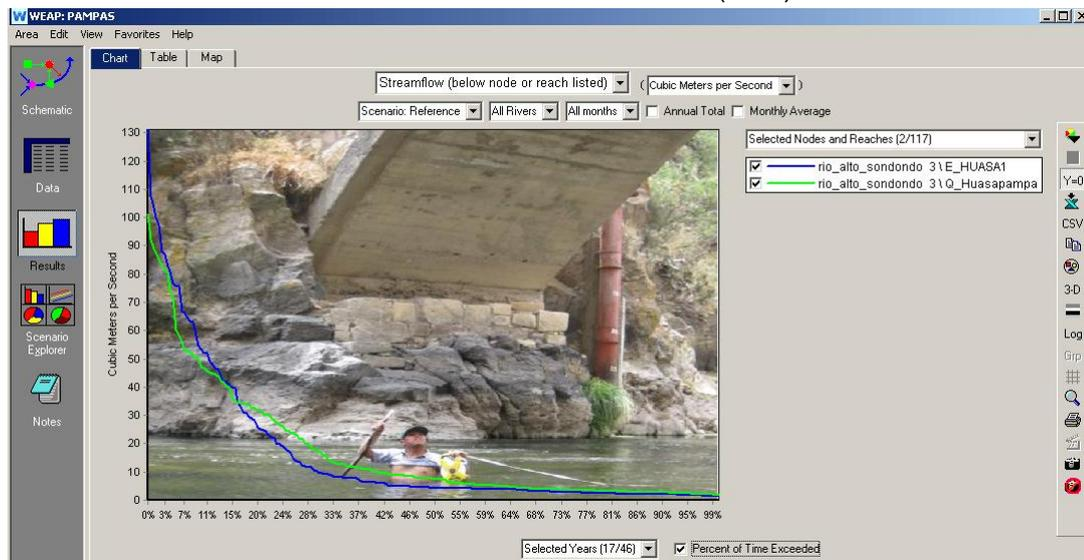 WEAP: PAMPAS
Area Edit View Favorites Help
Chart Table Map
Streamflow (below node or reach listed) ( Cubic Meters per Second )
Scenario: Reference All Rivers All months Annual Total Monthly Average
Schematic
Data
Results
Scenario
Explorer
Notes
Cubic Meters per Second
130
120
110
100
90
80
70
60
50
40
30
20
10
0
0% 3% 7% 11% 15% 20% 24% 28% 33% 37% 42% 46% 50% 55% 59% 64% 68% 73% 77% 81% 86% 90% 95% 99%
Selected Nodes and Reaches (2/117)
rio_alto_sondondo 3 \ E_HUASA1
rio_alto_sondondo 3 \ Q_Huasapampa
Y=0
CSV
3-D
Log
Grp
Selected Years (17/46) Percent of Time Exceeded